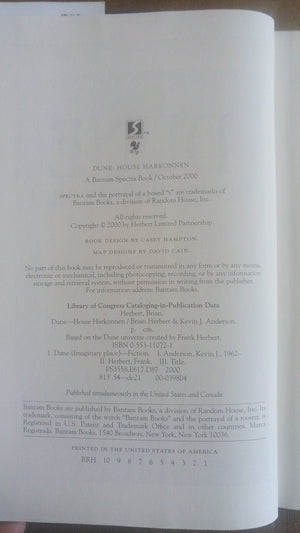 SPECTRA
DUNE: HOUSE HARKONNEN
A Bantam Spectra Book / October 2000
SPECTRA and the portrayal of a boxed "s" are trademarks of
Bantam Books, a division of Random House, Inc.
All rights reserved.
Copyright © 2000 by Herbert Limited Partnership.
BOOK DESIGN BY CASEY HAMPTON.
MAP DESIGNS BY DAVID CAIN.
No part of this book may be reproduced or transmitted in any form or by any means,
electronic or mechanical, including photocopying, recording, or by any information
storage and retrieval system, without permission in writing from the publisher.
For information address: Bantam Books.
Library of Congress Cataloging-in-Publication Data
Herbert, Brian.
Dune—House Harkonnen / Brian Herbert & Kevin J. Anderson.
p. cm.
Based on the Dune universe created by Frank Herbert.
ISBN 0-553-11072-1
1. Dune (Imaginary place)—Fiction. I. Anderson, Kevin J., 1962–
II. Herbert, Frank. III. Title.
PS3558.E617 D87 2000
813'.54—dc21 00-039804
Published simultaneously in the United States and Canada.
Bantam Books are published by Bantam Books, a division of Random House, Inc. Its
trademark, consisting of the words "Bantam Books" and the portrayal of a rooster, is
Registered in U.S. Patent and Trademark Office and in other countries. Marca
Registrada. Bantam Books, 1540 Broadway, New York, New York 10036.
PRINTED IN THE UNITED STATES OF AMERICA
RRH 10 9 8 7 6 5 4 3 2 1